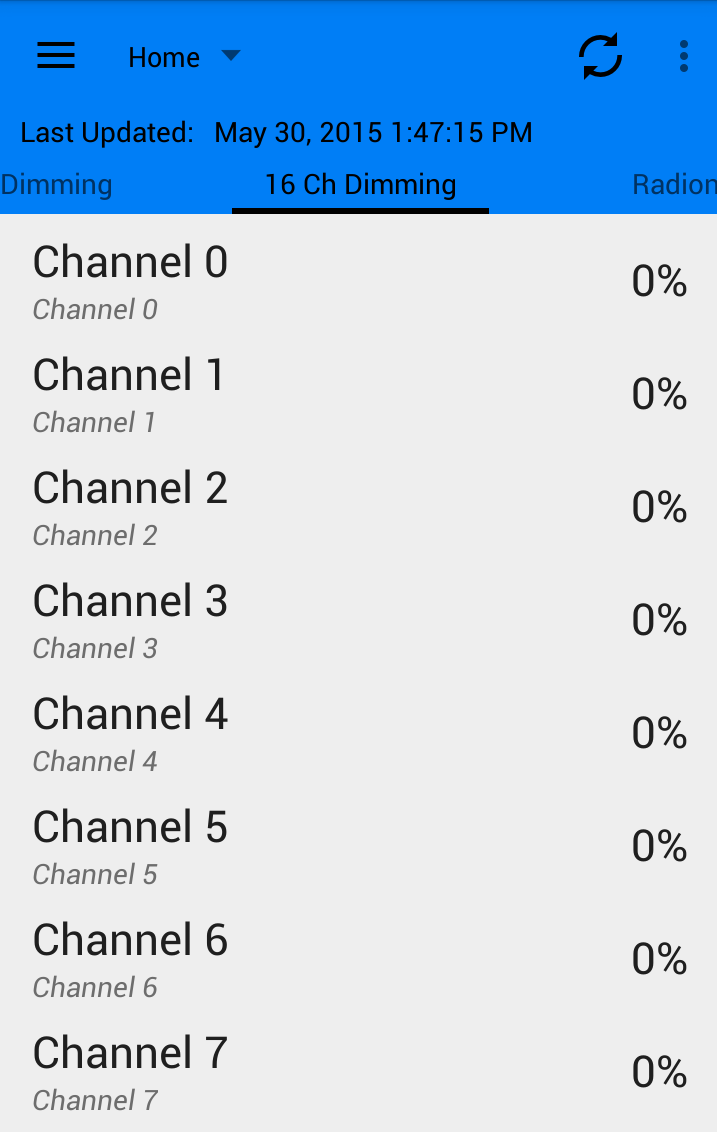 Home
Last Updated: May 30, 2015 1:47:15 PM
Dimming 16 Ch Dimming Radion
Channel 0
0%
Channel 0
Channel 1
0%
Channel 1
Channel 2
0%
Channel 2
Channel 3
0%
Channel 3
Channel 4
0%
Channel 4
Channel 5
0%
Channel 5
Channel 6
0%
Channel 6
Channel 7
0%
Channel 7